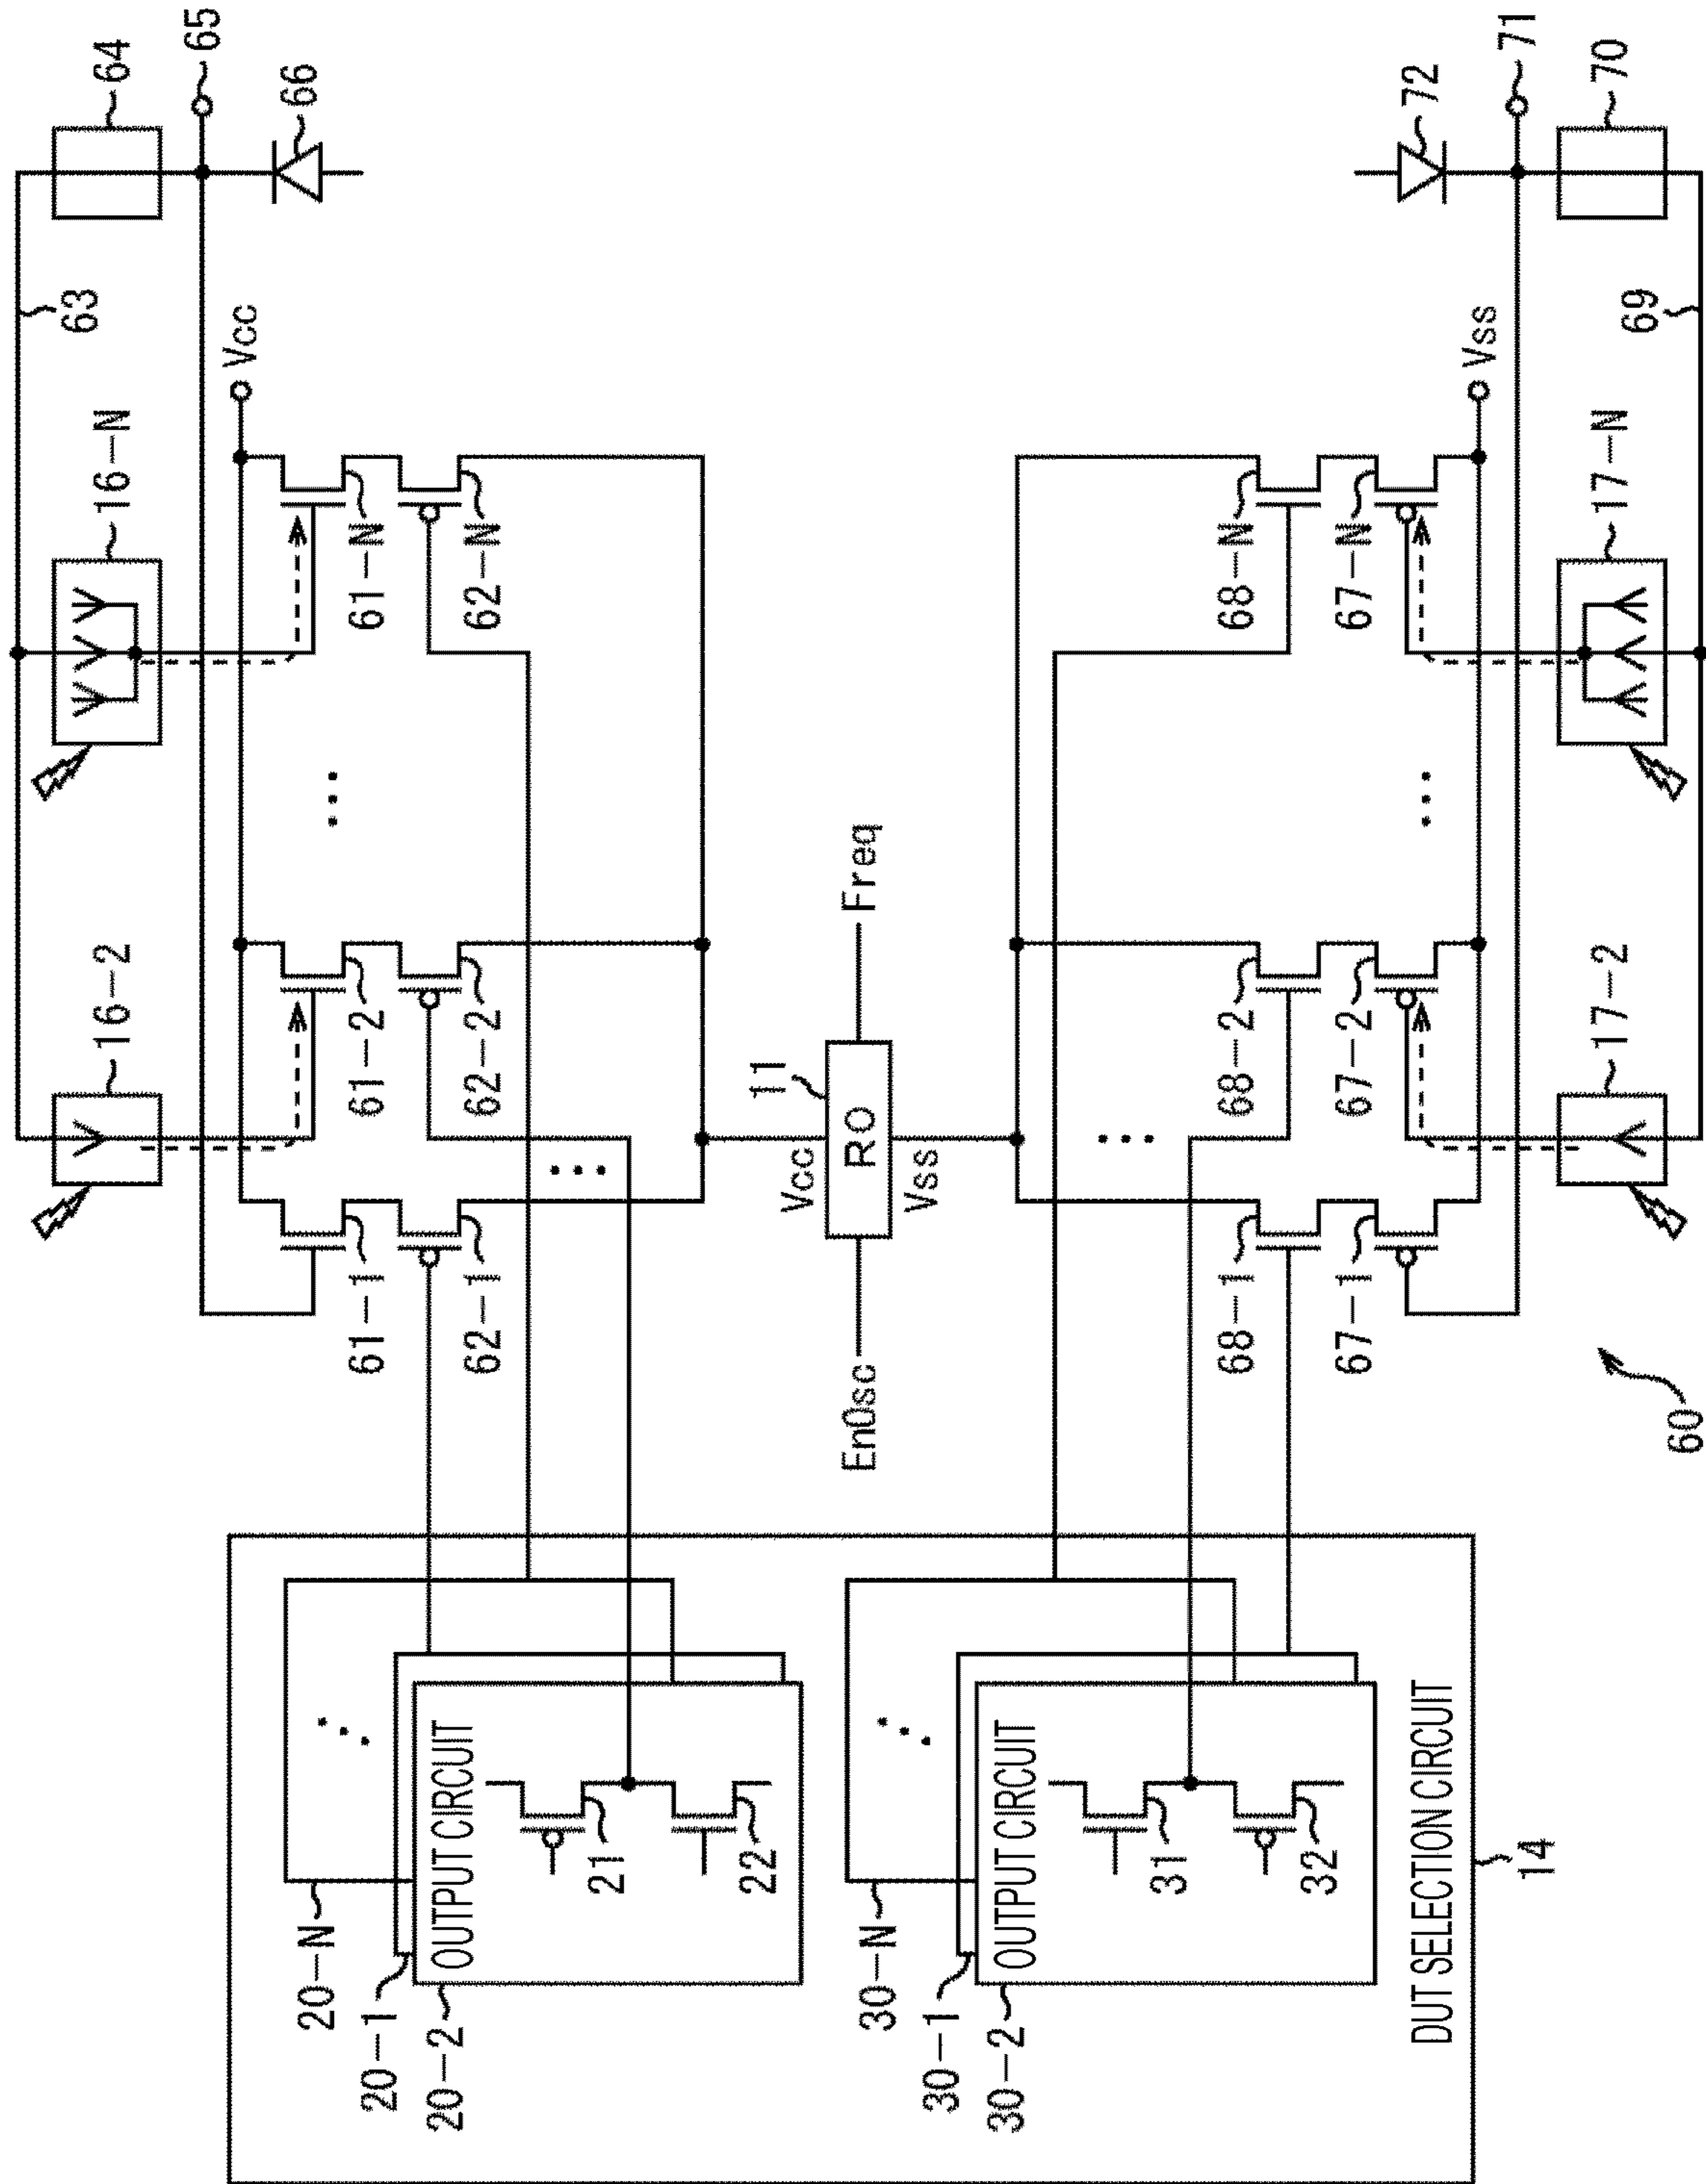 65
64
66
63
Vcc
16-N
61-N
62-N
16-2
61-2
62-2
61-1
62-1
71
72
70
69
Vss
17-N
68-N
67-N
17-2
68-2
67-2
68-1
67-1
60
Freq
11
RO
Vcc
Vss
EnOsc
20-N
20-1
20-2
OUTPUT CIRCUIT
21
22
30-N
30-1
30-2
OUTPUT CIRCUIT
31
32
DUT SELECTION CIRCUIT
14